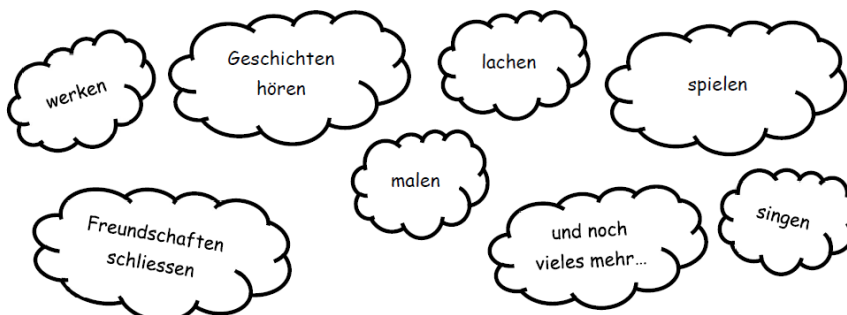 werken
Geschichten
hören
lachen
spielen
malen
Freundschaften
schliessen
und noch
vieles mehr…
singen